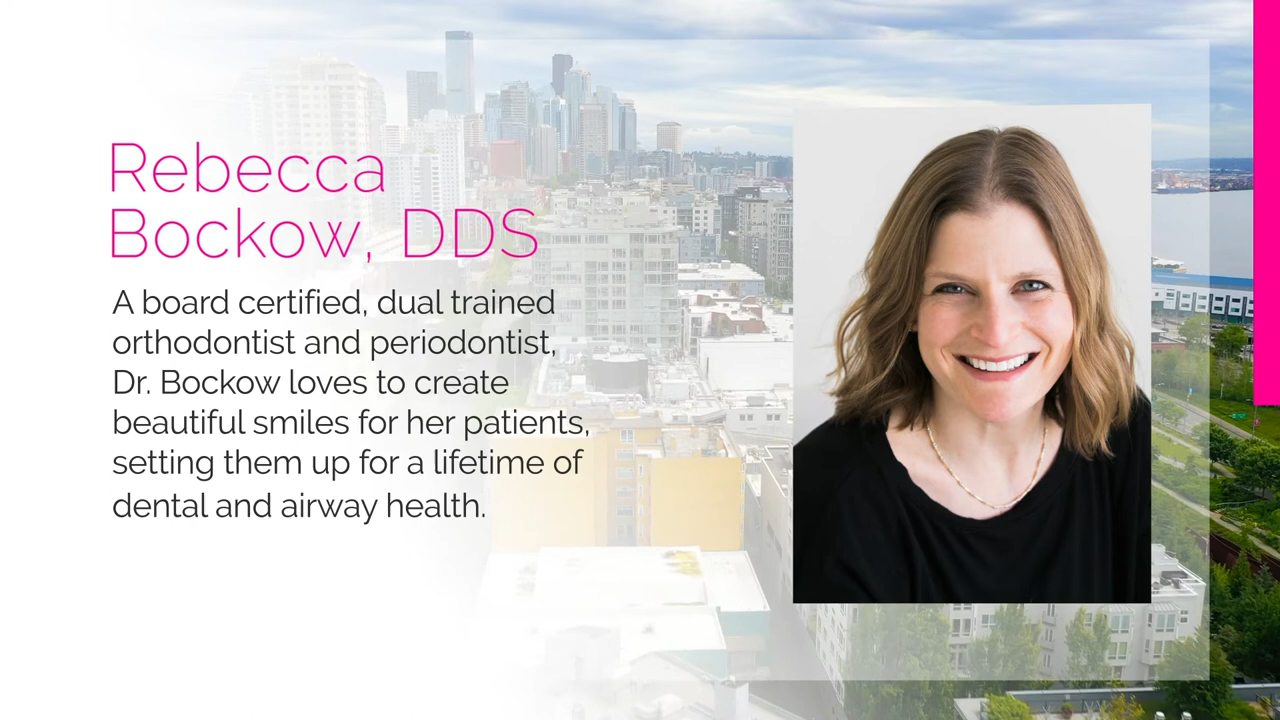 Rebecca
Bockow, DDS
A board certified, dual trained
orthodontist and periodontist,
Dr. Bockow loves to create
beautiful smiles for her patients,
setting them up for a lifetime of
dental and airway health.